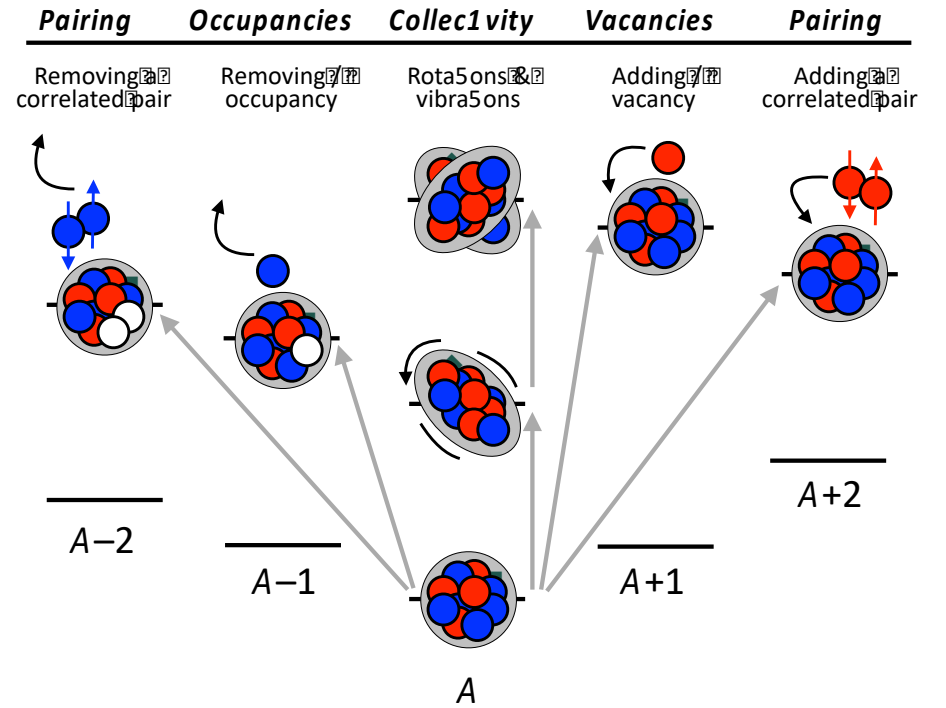 Pairing Occupancies Collec1vity Vacancies Pairing
Removing a
correlated pair
Removing /
occupancy
Rota5ons &
vibra5ons
Adding /
vacancy
Adding a
correlated pair
A+2
A−2
A−1
A+1
A